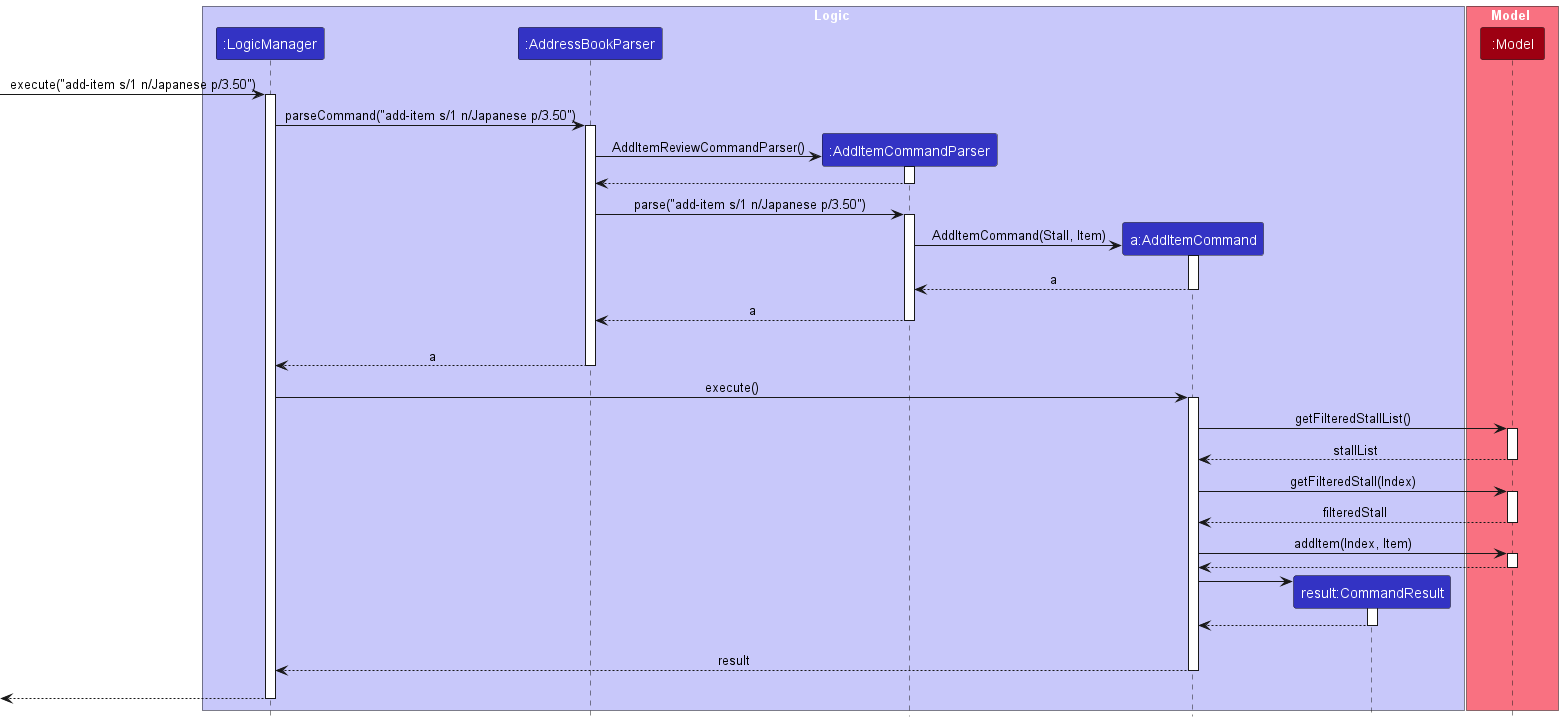 Logic
Model
:LogicManager
:AddressBookParser
:Model
execute("add-item s/1 n/Japanese p/3.50")
parseCommand("add-item s/1 n/Japanese p/3.50")
AddItemReviewCommandParser()
:AddItemCommandParser
parse("add-item s/1 n/Japanese p/3.50")
AddItemCommand(Stall, Item)
a:AddItemCommand
a
a
a
execute()
getFilteredStallList()
stallList
getFilteredStall(Index)
filteredStall
addItem(Index, Item)
result:CommandResult
result